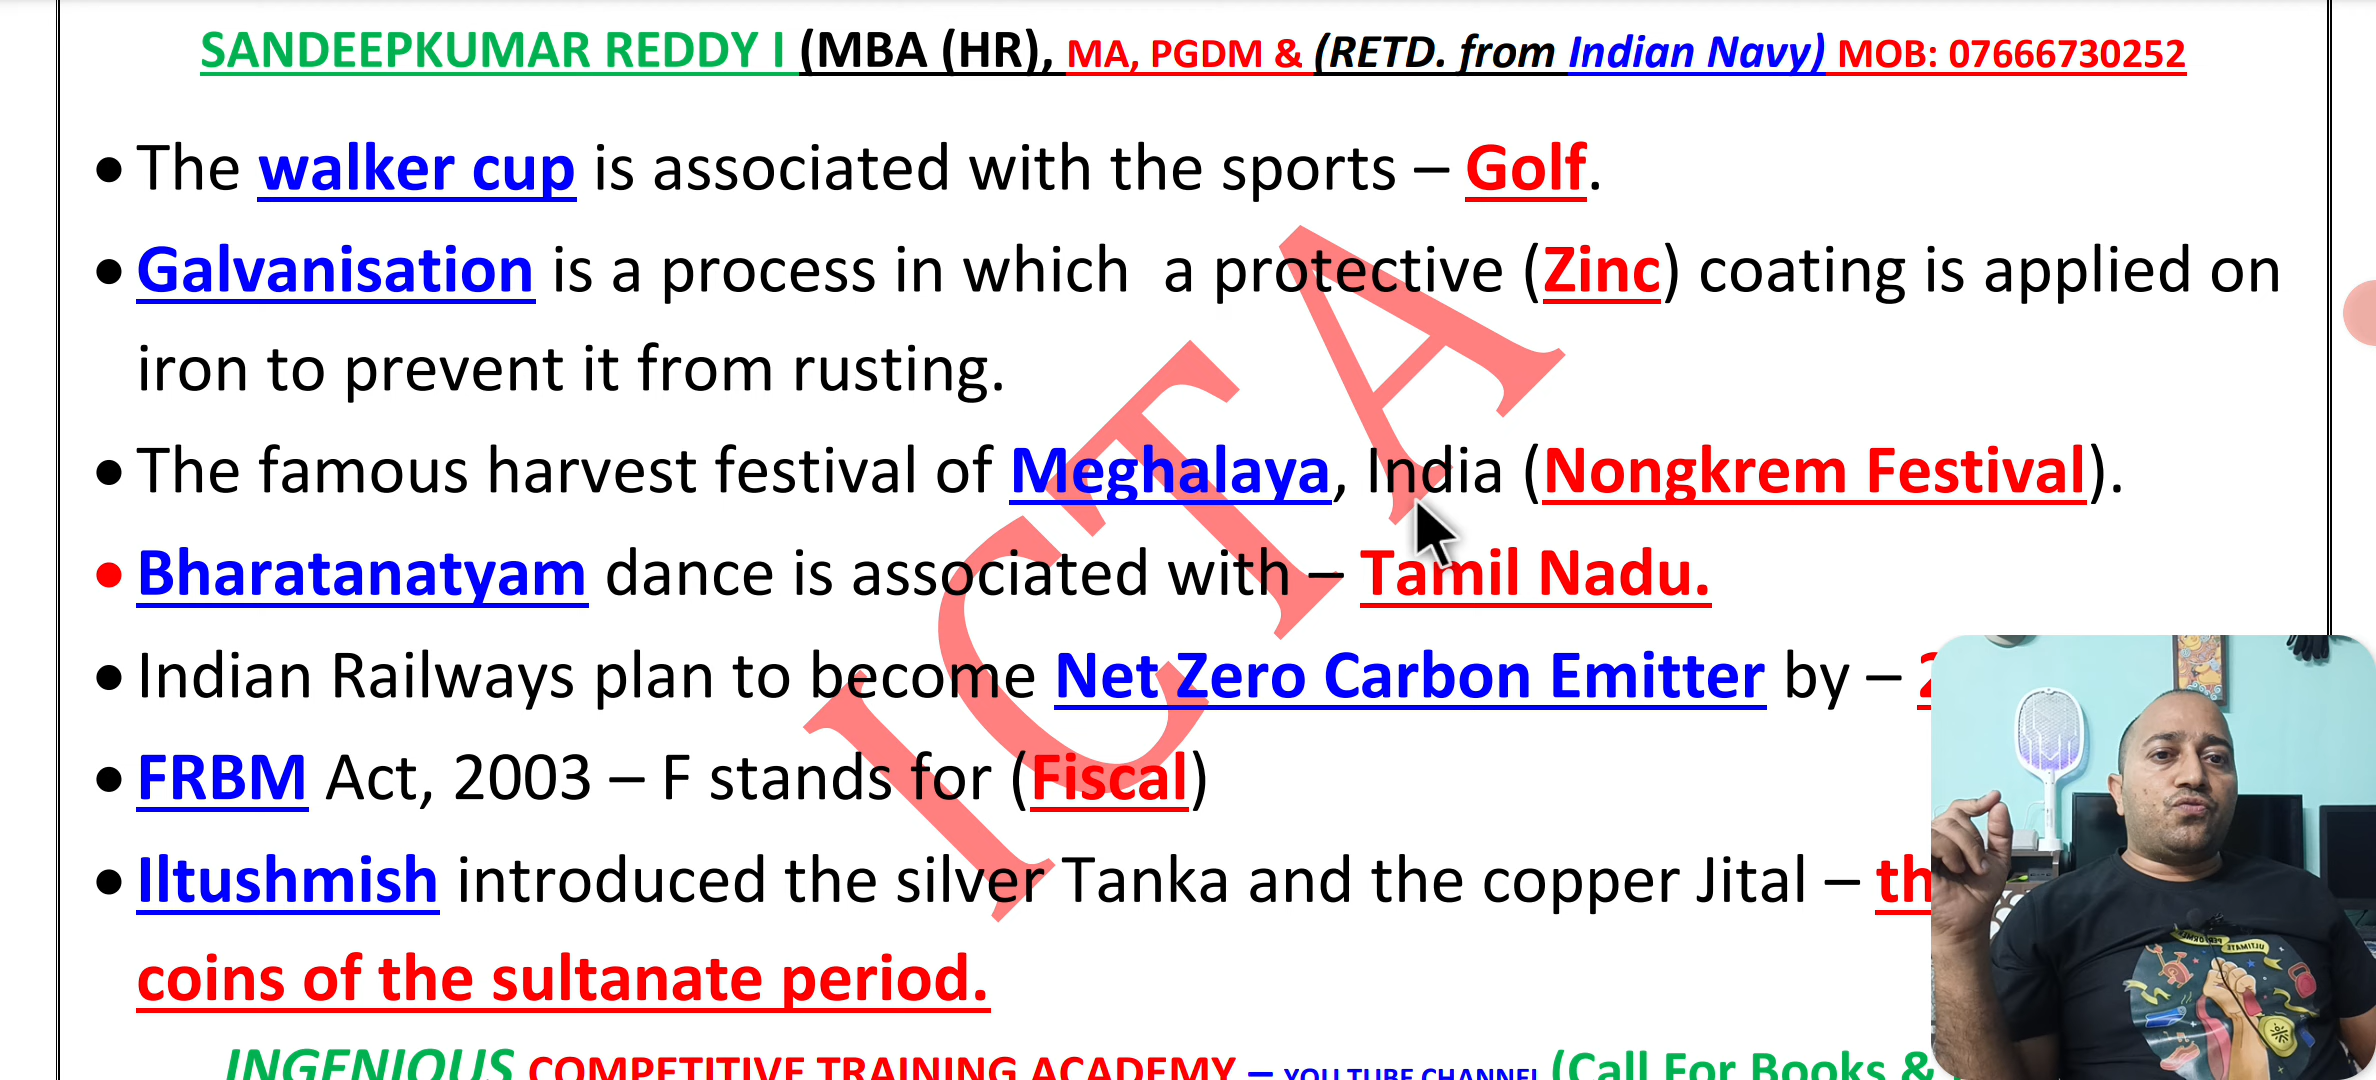 SANDEEPKUMAR REDDY I (MBA (HR), MA, PGDM & (RETD. from Indian Navy) MOB: 07666730252
• The walker cup is associated with the sports – Golf.
• Galvanisation is a process in which a protective (Zinc) coating is applied on
iron to prevent it from rusting.
• The famous harvest festival of Meghalaya, India (Nongkrem Festival).
• Bharatanatyam dance is associated with – Tamil Nadu.
• Indian Railways plan to become Net Zero Carbon Emitter by –
• FRBM Act, 2003 – F stands for (Fiscal)
• Iltushmish introduced the silver Tanka and the copper Jital –
coins of the sultanate period.
INGENIOUS COMPETITIVE TRAINING ACADEMY – YOU TUBE CHANNEL (Call For Books &
ICTA